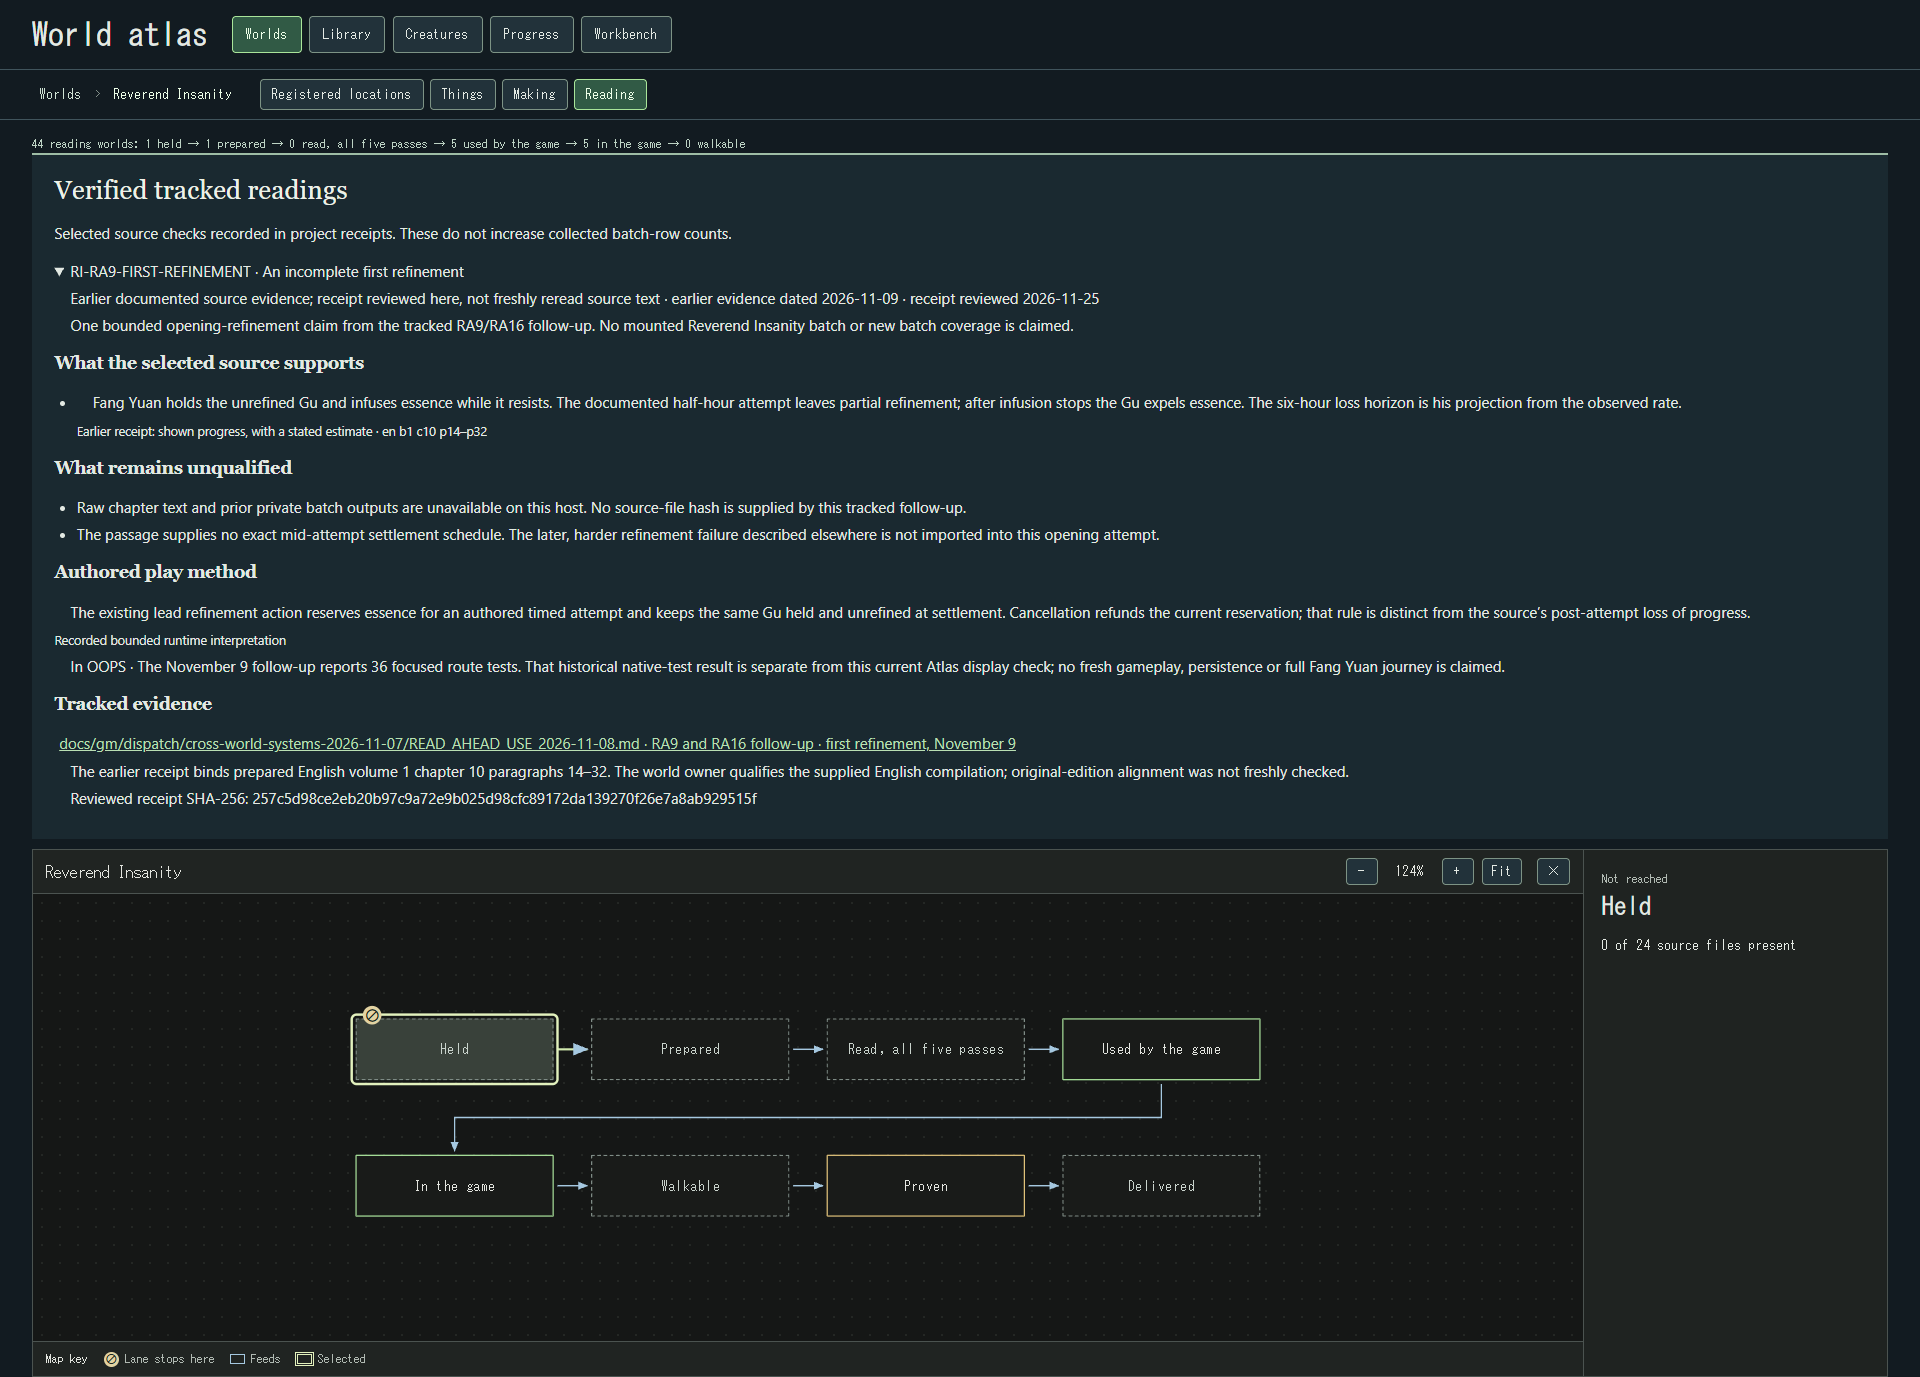 World atlas
Worlds
Library
Creatures
Progress
Workbench
Worlds > Reverend Insanity
Registered locations
Things
Making
Reading
44 reading worlds: 1 held → 1 prepared → 0 read, all five passes → 5 used by the game → 5 in the game → 0 walkable
Verified tracked readings
Selected source checks recorded in project receipts. These do not increase collected batch-row counts.
▼ RI-RA9-FIRST-REFINEMENT · An incomplete first refinement
Earlier documented source evidence; receipt reviewed here, not freshly reread source text · earlier evidence dated 2026-11-09 · receipt reviewed 2026-11-25
One bounded opening-refinement claim from the tracked RA9/RA16 follow-up. No mounted Reverend Insanity batch or new batch coverage is claimed.
What the selected source supports
• Fang Yuan holds the unrefined Gu and infuses essence while it resists. The documented half-hour attempt leaves partial refinement; after infusion stops the Gu expels essence. The six-hour loss horizon is his projection from the observed rate.
Earlier receipt: shown progress, with a stated estimate · en b1 c10 p14–p32
What remains unqualified
• Raw chapter text and prior private batch outputs are unavailable on this host. No source-file hash is supplied by this tracked follow-up.
• The passage supplies no exact mid-attempt settlement schedule. The later, harder refinement failure described elsewhere is not imported into this opening attempt.
Authored play method
The existing lead refinement action reserves essence for an authored timed attempt and keeps the same Gu held and unrefined at settlement. Cancellation refunds the current reservation; that rule is distinct from the source's post-attempt loss of progress.
Recorded bounded runtime interpretation
In OOPS · The November 9 follow-up reports 36 focused route tests. That historical native-test result is separate from this current Atlas display check; no fresh gameplay, persistence or full Fang Yuan journey is claimed.
Tracked evidence
docs/gm/dispatch/cross-world-systems-2026-11-07/READ_AHEAD_USE_2026-11-08.md · RA9 and RA16 follow-up · first refinement, November 9
The earlier receipt binds prepared English volume 1 chapter 10 paragraphs 14–32. The world owner qualifies the supplied English compilation; original-edition alignment was not freshly checked.
Reviewed receipt SHA-256: 257c5d98ce2eb20b97c9a72e9b025d98cfc89172da139270f26e7a8ab929515f
Reverend Insanity
−
124%
+
Fit
×
Not reached
Held
0 of 24 source files present
Held
Prepared
Read, all five passes
Used by the game
In the game
Walkable
Proven
Delivered
Map key
Lane stops here
Feeds
Selected